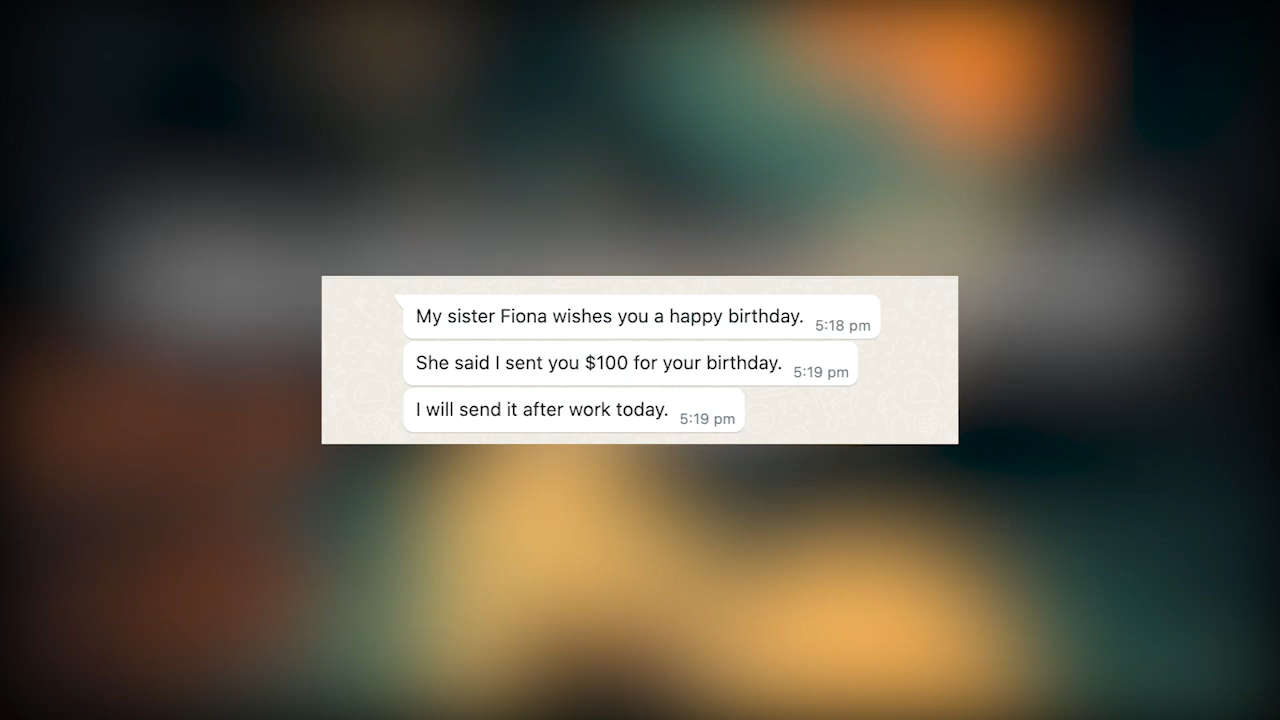 My sister Fiona wishes you a happy birthday. 5:18 pm
She said I sent you $100 for your birthday. 5:19 pm
I will send it after work today. 5:19 pm